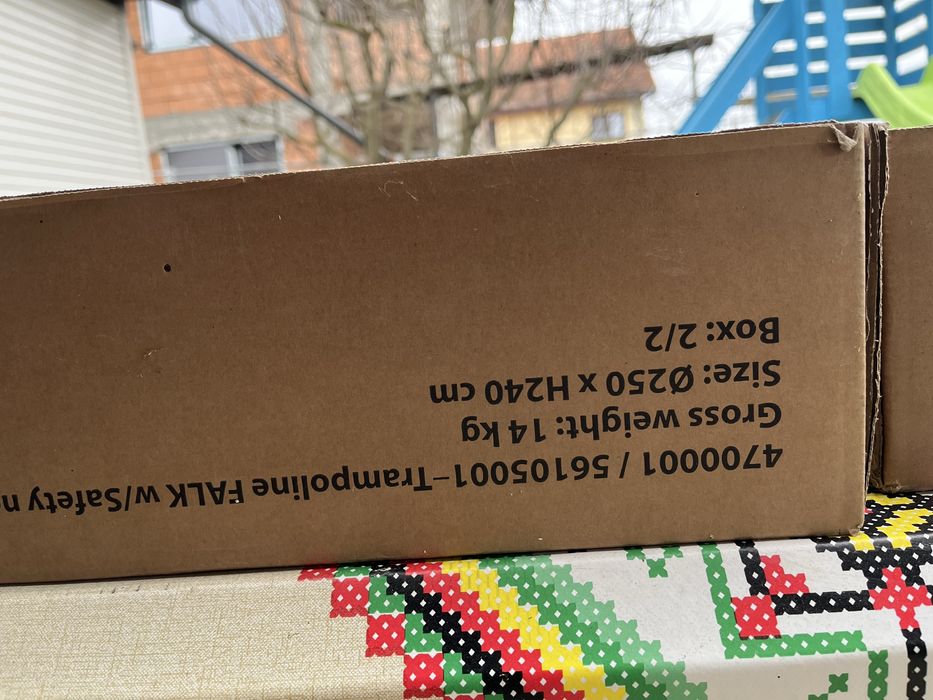 4700001 / 56105001–Trampoline FALK w/Safety
Gross weight: 14 kg
Size: Ø250 x H240 cm
Box: 2/2